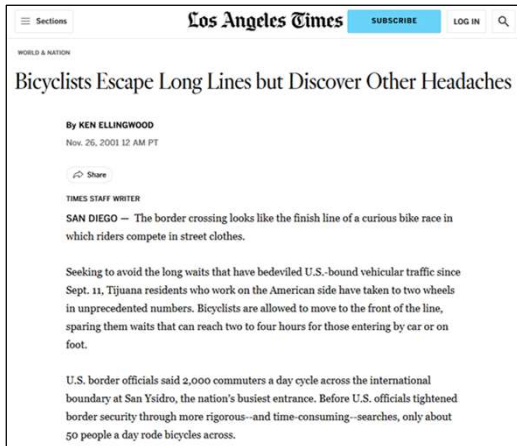 Sections
Los Angeles Times
SUBSCRIBE
LOG IN
WORLD & NATION
Bicyclists Escape Long Lines but Discover Other Headaches
By KEN ELLINGWOOD
Nov. 26, 2001 12 AM PT
Share
TIMES STAFF WRITER
SAN DIEGO — The border crossing looks like the finish line of a curious bike race in
which riders compete in street clothes.
Seeking to avoid the long waits that have bedeviled U.S.-bound vehicular traffic since
Sept. 11, Tijuana residents who work on the American side have taken to two wheels
in unprecedented numbers. Bicyclists are allowed to move to the front of the line,
sparing them waits that can reach two to four hours for those entering by car or on
foot.
U.S. border officials said 2,000 commuters a day cycle across the international
boundary at San Ysidro, the nation's busiest entrance. Before U.S. officials tightened
border security through more rigorous--and time-consuming--searches, only about
50 people a day rode bicycles across.